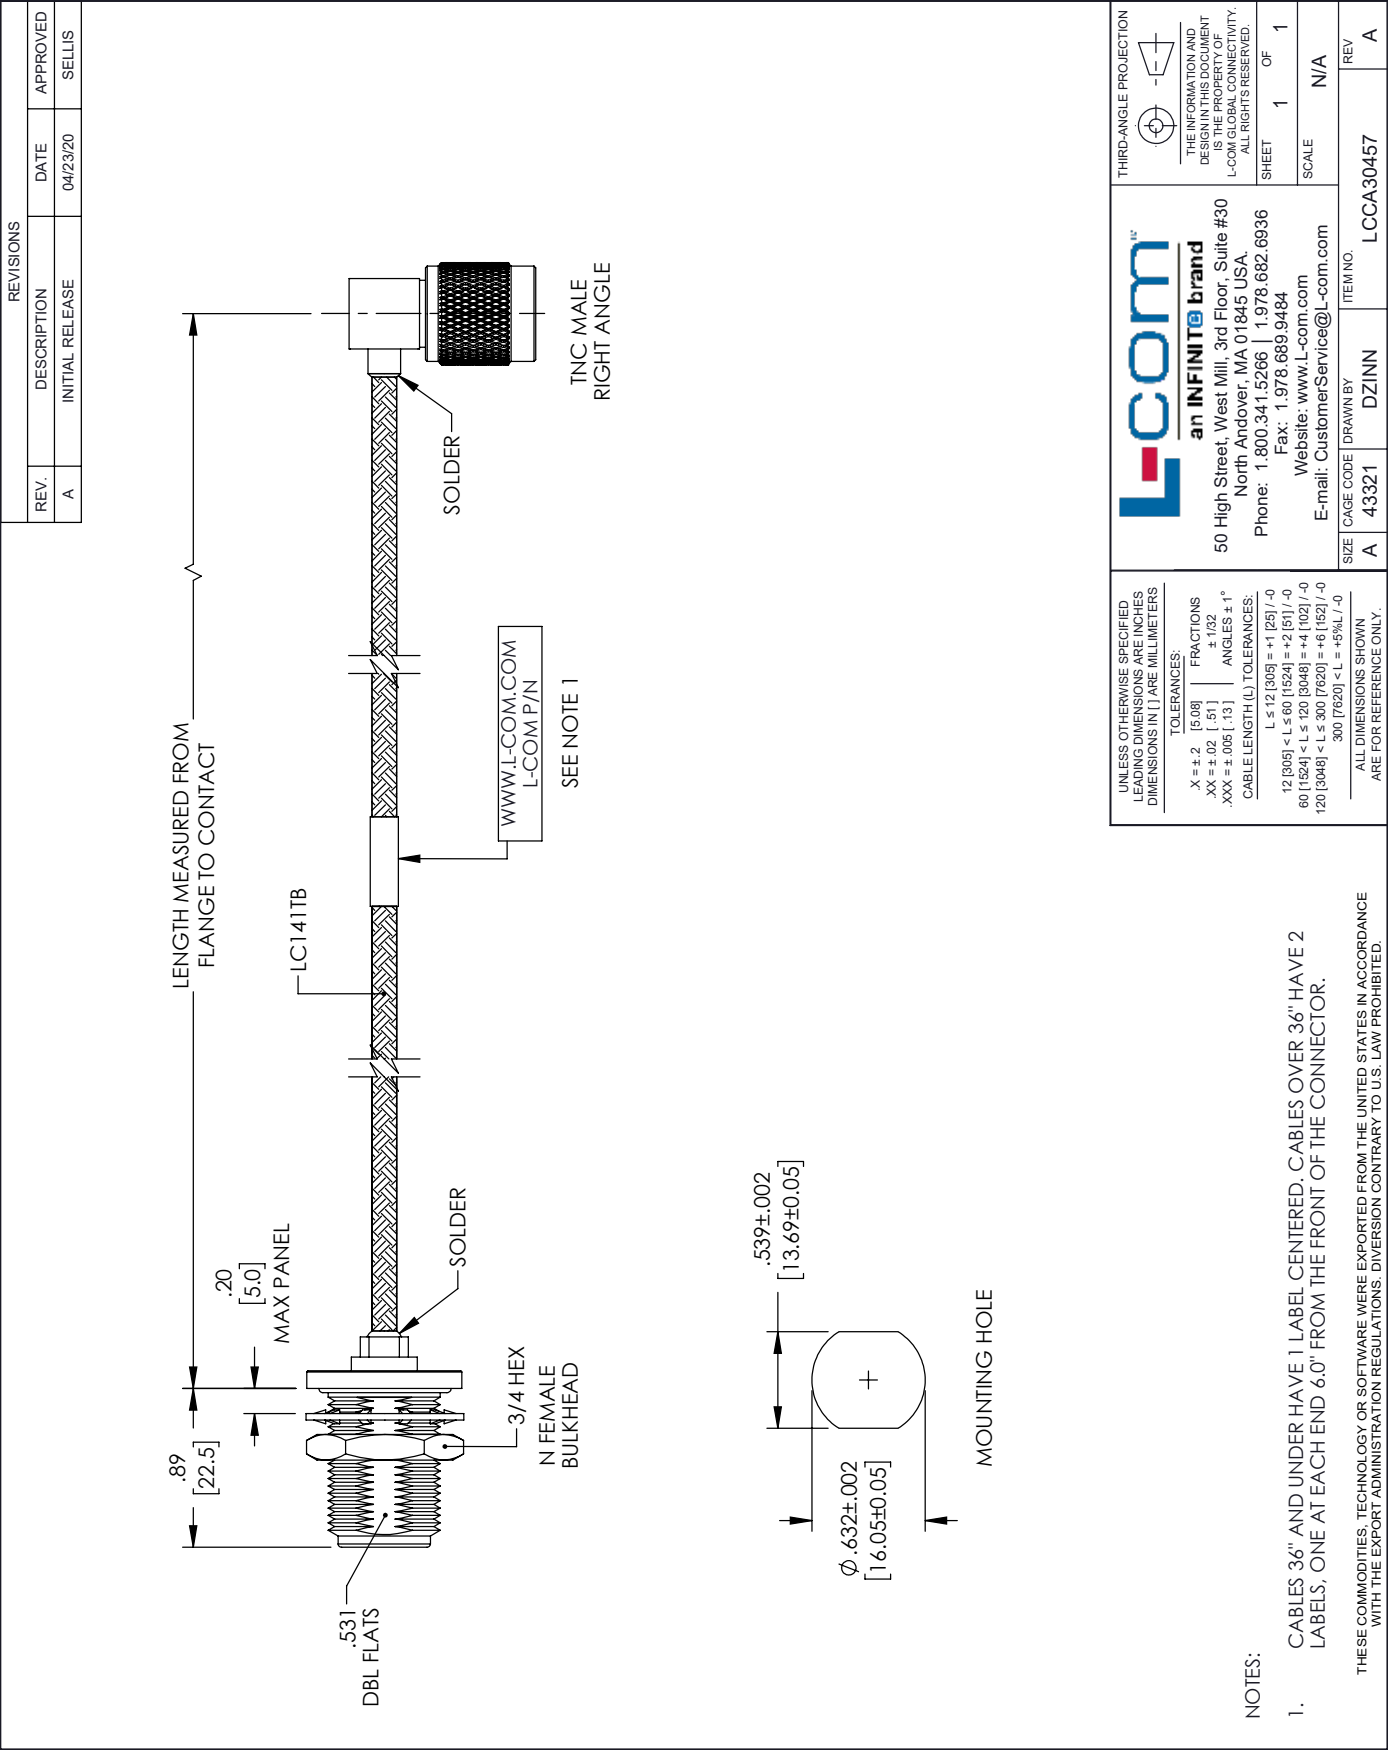 REVISIONS
REV. DESCRIPTION DATE APPROVED
A INITIAL RELEASE 04/23/20 SELLIS
LENGTH MEASURED FROM
FLANGE TO CONTACT
.89
[22.5]
.20
[5.0]
MAX PANEL
LC141TB
.531
DBL FLATS
3/4 HEX
N FEMALE
BULKHEAD
SOLDER
WWW.L-COM.COM
L-COM P/N
SEE NOTE 1
SOLDER
TNC MALE
RIGHT ANGLE
.539±.002
[13.69±0.05]
Ø.632±.002
[16.05±0.05]
MOUNTING HOLE
NOTES:
1. CABLES 36" AND UNDER HAVE 1 LABEL CENTERED. CABLES OVER 36" HAVE 2
LABELS, ONE AT EACH END 6.0" FROM THE FRONT OF THE CONNECTOR.
THESE COMMODITIES, TECHNOLOGY OR SOFTWARE WERE EXPORTED FROM THE UNITED STATES IN ACCORDANCE
WITH THE EXPORT ADMINISTRATION REGULATIONS. DIVERSION CONTRARY TO U.S. LAW PROHIBITED.
UNLESS OTHERWISE SPECIFIED
LEADING DIMENSIONS ARE INCHES
DIMENSIONS IN [ ] ARE MILLIMETERS
TOLERANCES:
.X = ±.2 [5.08] FRACTIONS
.XX = ±.02 [ .51] ± 1/32
.XXX = ±.005 [ .13] ANGLES ± 1°
CABLE LENGTH (L) TOLERANCES:
L ≤ 12 [305] = +1 [25] / -0
12 [305] < L ≤ 60 [1524] = +2 [51] / -0
60 [1524] < L ≤ 120 [3048] = +4 [102] / -0
120 [3048] < L ≤ 300 [7620] = +6 [152] / -0
300 [7620] < L = +5%L / -0
ALL DIMENSIONS SHOWN
ARE FOR REFERENCE ONLY.
L-com
an INFINITe brand
50 High Street, West Mill, 3rd Floor, Suite #30
North Andover, MA 01845 USA.
Phone: 1.800.341.5266 | 1.978.682.6936
Fax: 1.978.689.9484
Website: www.L-com.com
E-mail: CustomerService@L-com.com
THIRD-ANGLE PROJECTION
THE INFORMATION AND
DESIGN IN THIS DOCUMENT
IS THE PROPERTY OF
L-COM GLOBAL CONNECTIVITY.
ALL RIGHTS RESERVED.
SHEET 1 OF 1
SCALE N/A
SIZE CAGE CODE DRAWN BY ITEM NO. REV
A 43321 DZINN LCCA30457 A